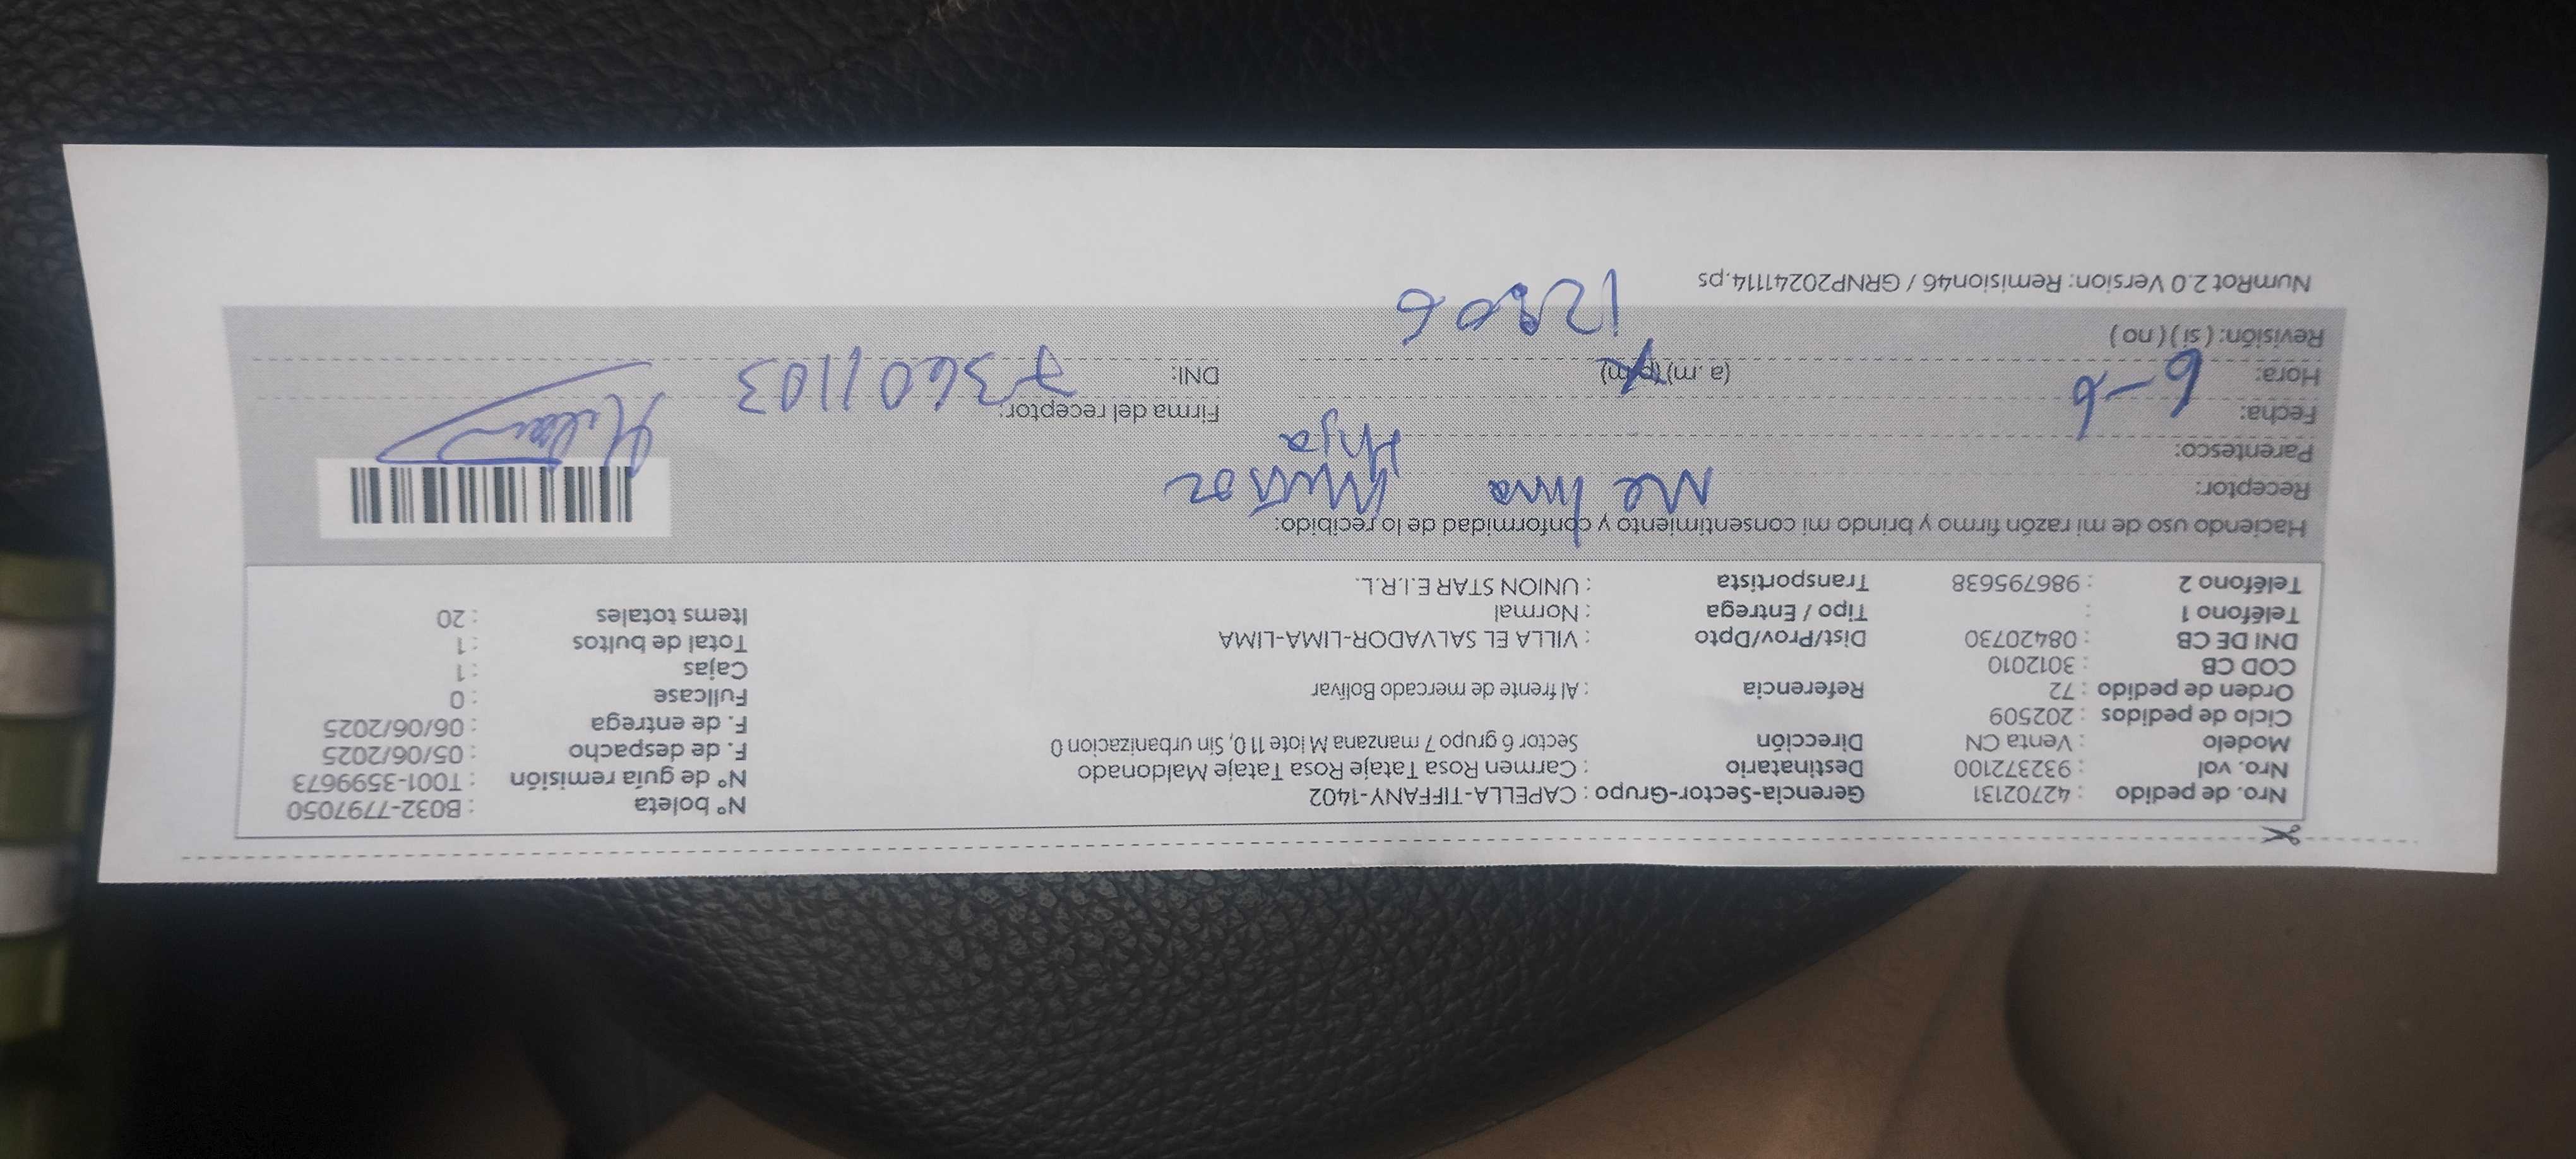 Nro. de pedido : 42702131 Gerencia-Sector-Grupo : CAPELLA-TIFFANY-1402 N° boleta : B032-7797050
Nro. vol : 932372100 Destinatario : Carmen Rosa Tataje Rosa Tataje Maldonado N° de guía remisión : T001-3599673
Modelo : Venta CN Dirección Sector 6 grupo 7 manzana M lote 11 0, Sin urbanizacion 0 F. de despacho : 05/06/2025
Ciclo de pedidos : 202509 F. de entrega : 06/06/2025
Orden de pedido : 72 Referencia : Al frente de mercado Bolívar Fullcase : 0
COD CB : 3012010 Cajas : 1
DNI DE CB : 08420730 Dist/Prov/Dpto : VILLA EL SALVADOR-LIMA-LIMA Total de bultos : 1
Teléfono 1 : Tipo / Entrega : Normal Items totales : 20
Teléfono 2 : 986795638 Transportista : UNION STAR E.I.R.L.
Haciendo uso de mi razón firmo y brindo mi consentimiento y conformidad de lo recibido:
Receptor: Muñoz
Parentesco: Hija
Fecha: 6-6 Firma del receptor:
Hora: (a.m) (p.m) DNI: 73601103
Revisión: ( si ) ( no )
NumRot 2.0 Version: Remision46 / GRNP20241114.ps